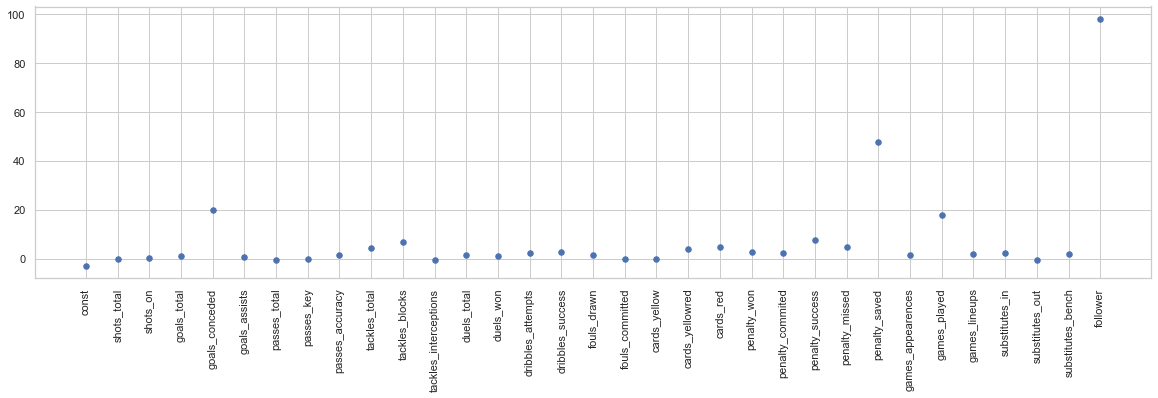 100
80
60
40
20
0
const
shots_total
shots_on
goals_total
goals_conceded
goals_assists
passes_total
passes_key
passes_accuracy
tackles_total
tackles_blocks
tackles_interceptions
duels_total
duels_won
dribbles_attempts
dribbles_success
fouls_drawn
fouls_committed
cards_yellow
cards_yellowred
cards_red
penalty_won
penalty_commited
penalty_success
penalty_missed
penalty_saved
games_appearences
games_played
games_lineups
substitutes_in
substitutes_out
substitutes_bench
follower